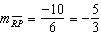 m_{\overline{RP}} = \frac{-10}{6} = -\frac{5}{3}